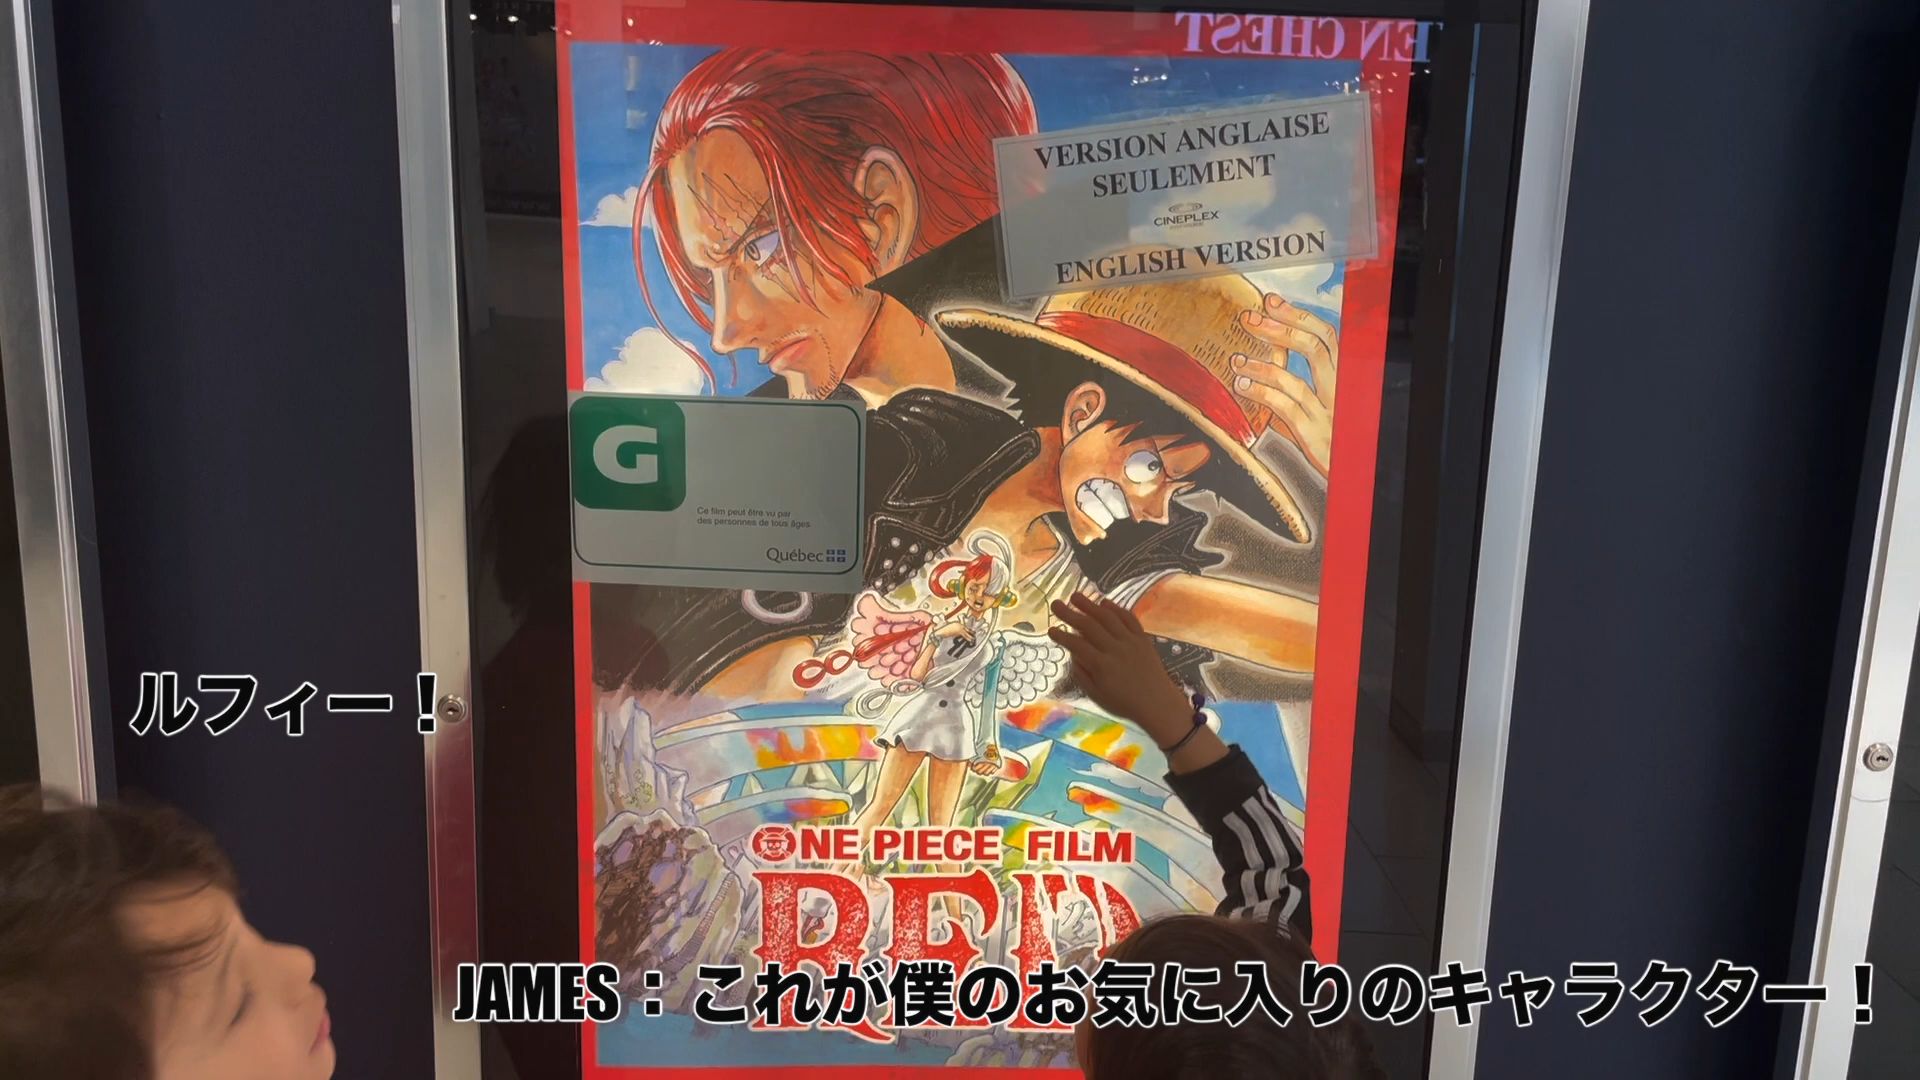 EN CHEST
VERSION ANGLAISE
SEULEMENT
CINEPLEX
ENGLISH VERSION
G
Ce film peut être vu par
des personnes de tous âges
Québec
ルフィー！
ONE PIECE FILM
RED
JAMES：これが僕のお気に入りのキャラクター！